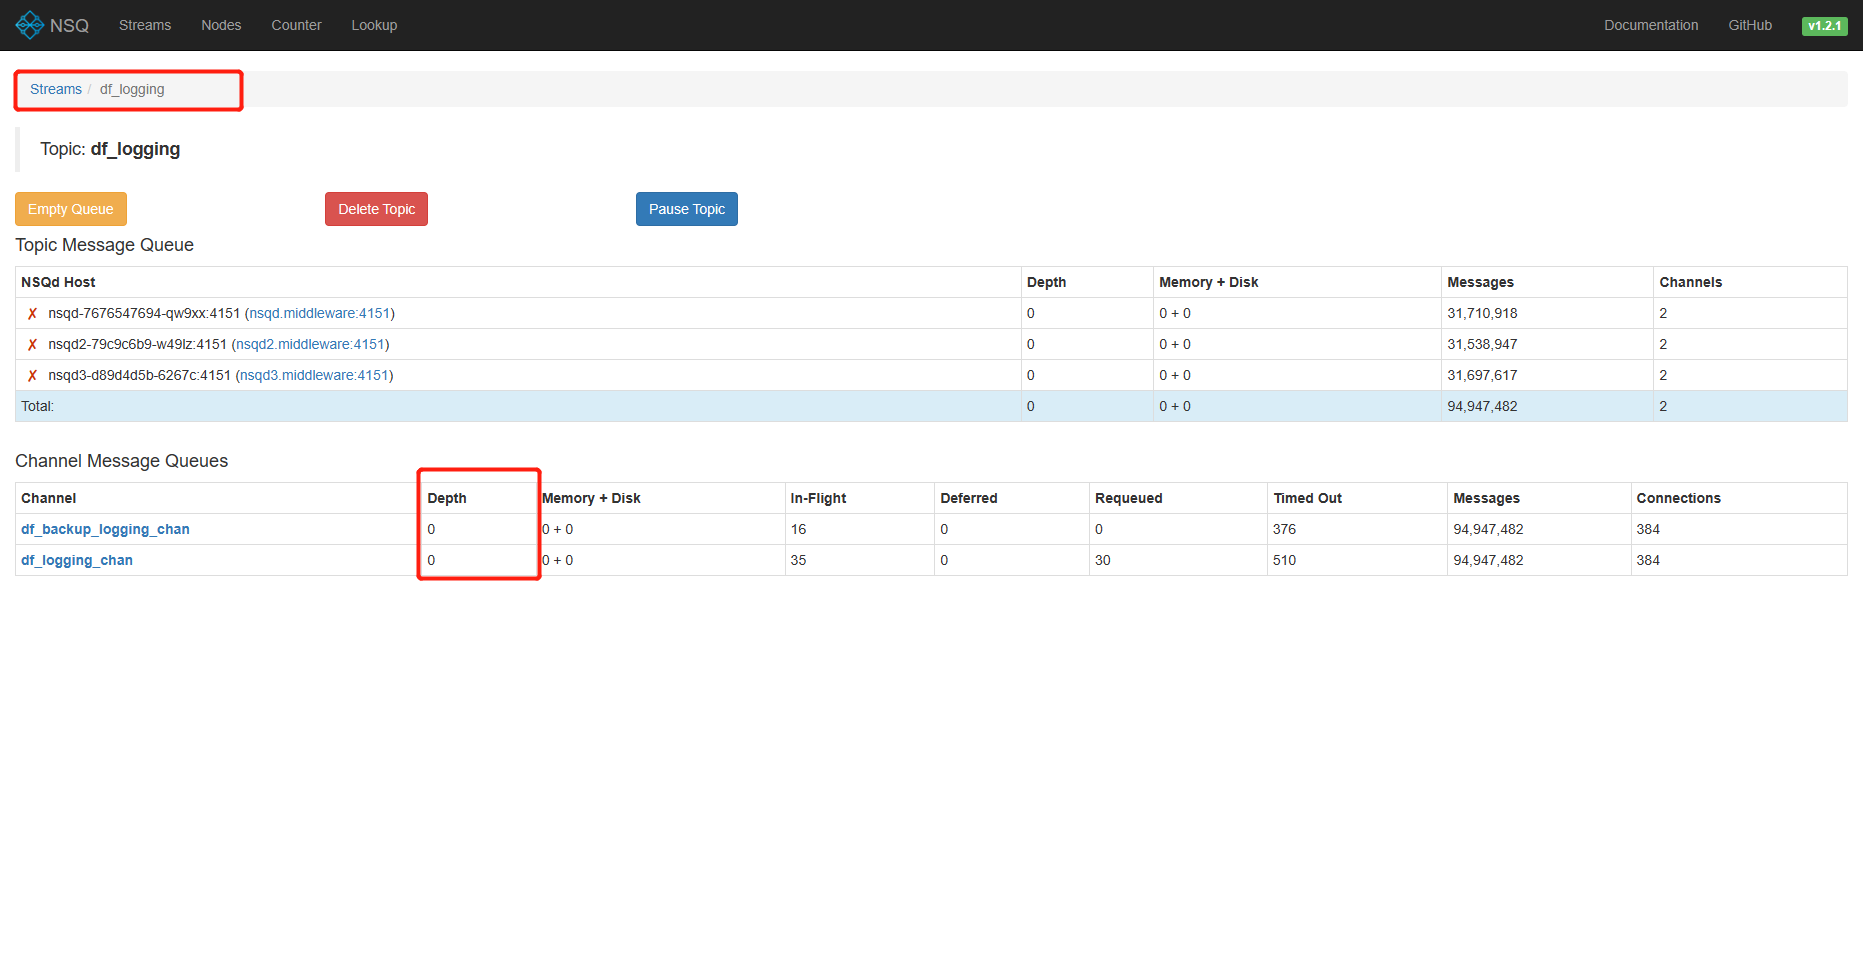 NSQ Streams Nodes Counter Lookup Documentation GitHub v1.2.1
Streams / df_logging
Topic: df_logging
Empty Queue Delete Topic Pause Topic
Topic Message Queue
NSQd Host Depth Memory + Disk Messages Channels
✗ nsqd-7676547694-qw9xx:4151 (nsqd.middleware:4151) 0 0 + 0 31,710,918 2
✗ nsqd2-79c9c6b9-w49lz:4151 (nsqd2.middleware:4151) 0 0 + 0 31,538,947 2
✗ nsqd3-d89d4d5b-6267c:4151 (nsqd3.middleware:4151) 0 0 + 0 31,697,617 2
Total: 0 0 + 0 94,947,482 2
Channel Message Queues
Channel Depth Memory + Disk In-Flight Deferred Requeued Timed Out Messages Connections
df_backup_logging_chan 0 0 + 0 16 0 0 376 94,947,482 384
df_logging_chan 0 0 + 0 35 0 30 510 94,947,482 384